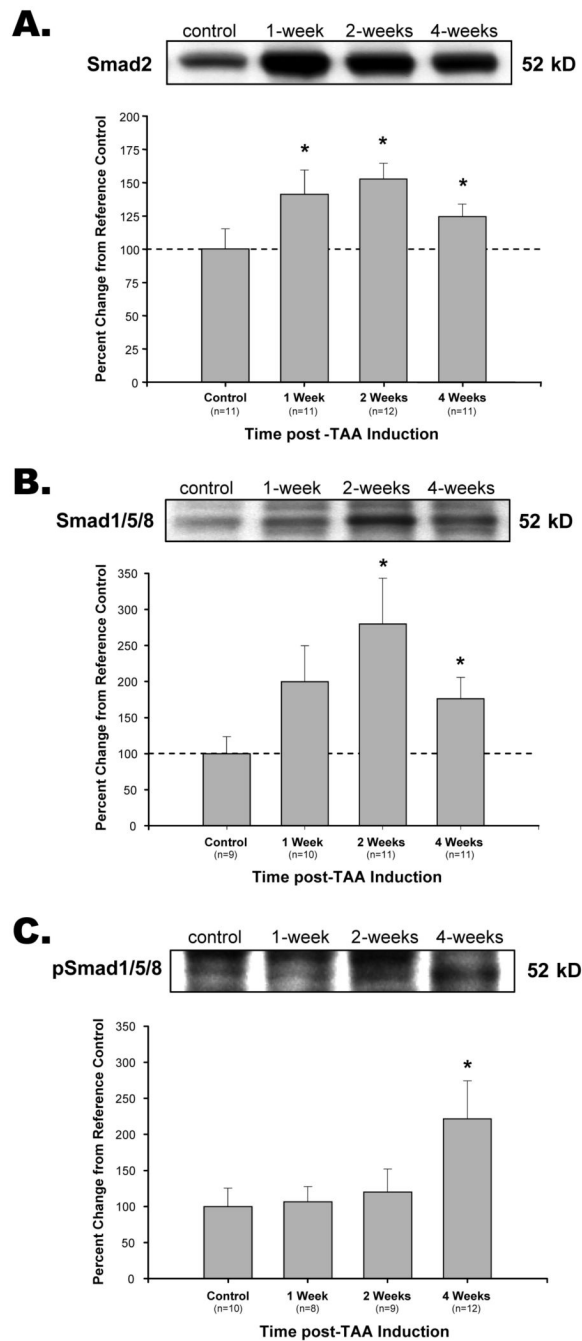 A.
control 1-week 2-weeks 4-weeks
Smad2 52 kD
Percent Change from Reference Control
200
175
150
125
100
75
50
25
0
* * *
Control 1 Week 2 Weeks 4 Weeks
(n=11) (n=11) (n=12) (n=11)
Time post -TAA Induction
B.
control 1-week 2-weeks 4-weeks
Smad1/5/8 52 kD
Percent Change from Reference Control
350
300
250
200
150
100
50
0
* *
Control 1 Week 2 Weeks 4 Weeks
(n=9) (n=10) (n=11) (n=11)
Time post-TAA Induction
C.
control 1-week 2-weeks 4-weeks
pSmad1/5/8 52 kD
Percent Change from Reference Control
350
300
250
200
150
100
50
0
*
Control 1 Week 2 Weeks 4 Weeks
(n=10) (n=8) (n=9) (n=12)
Time post-TAA Induction